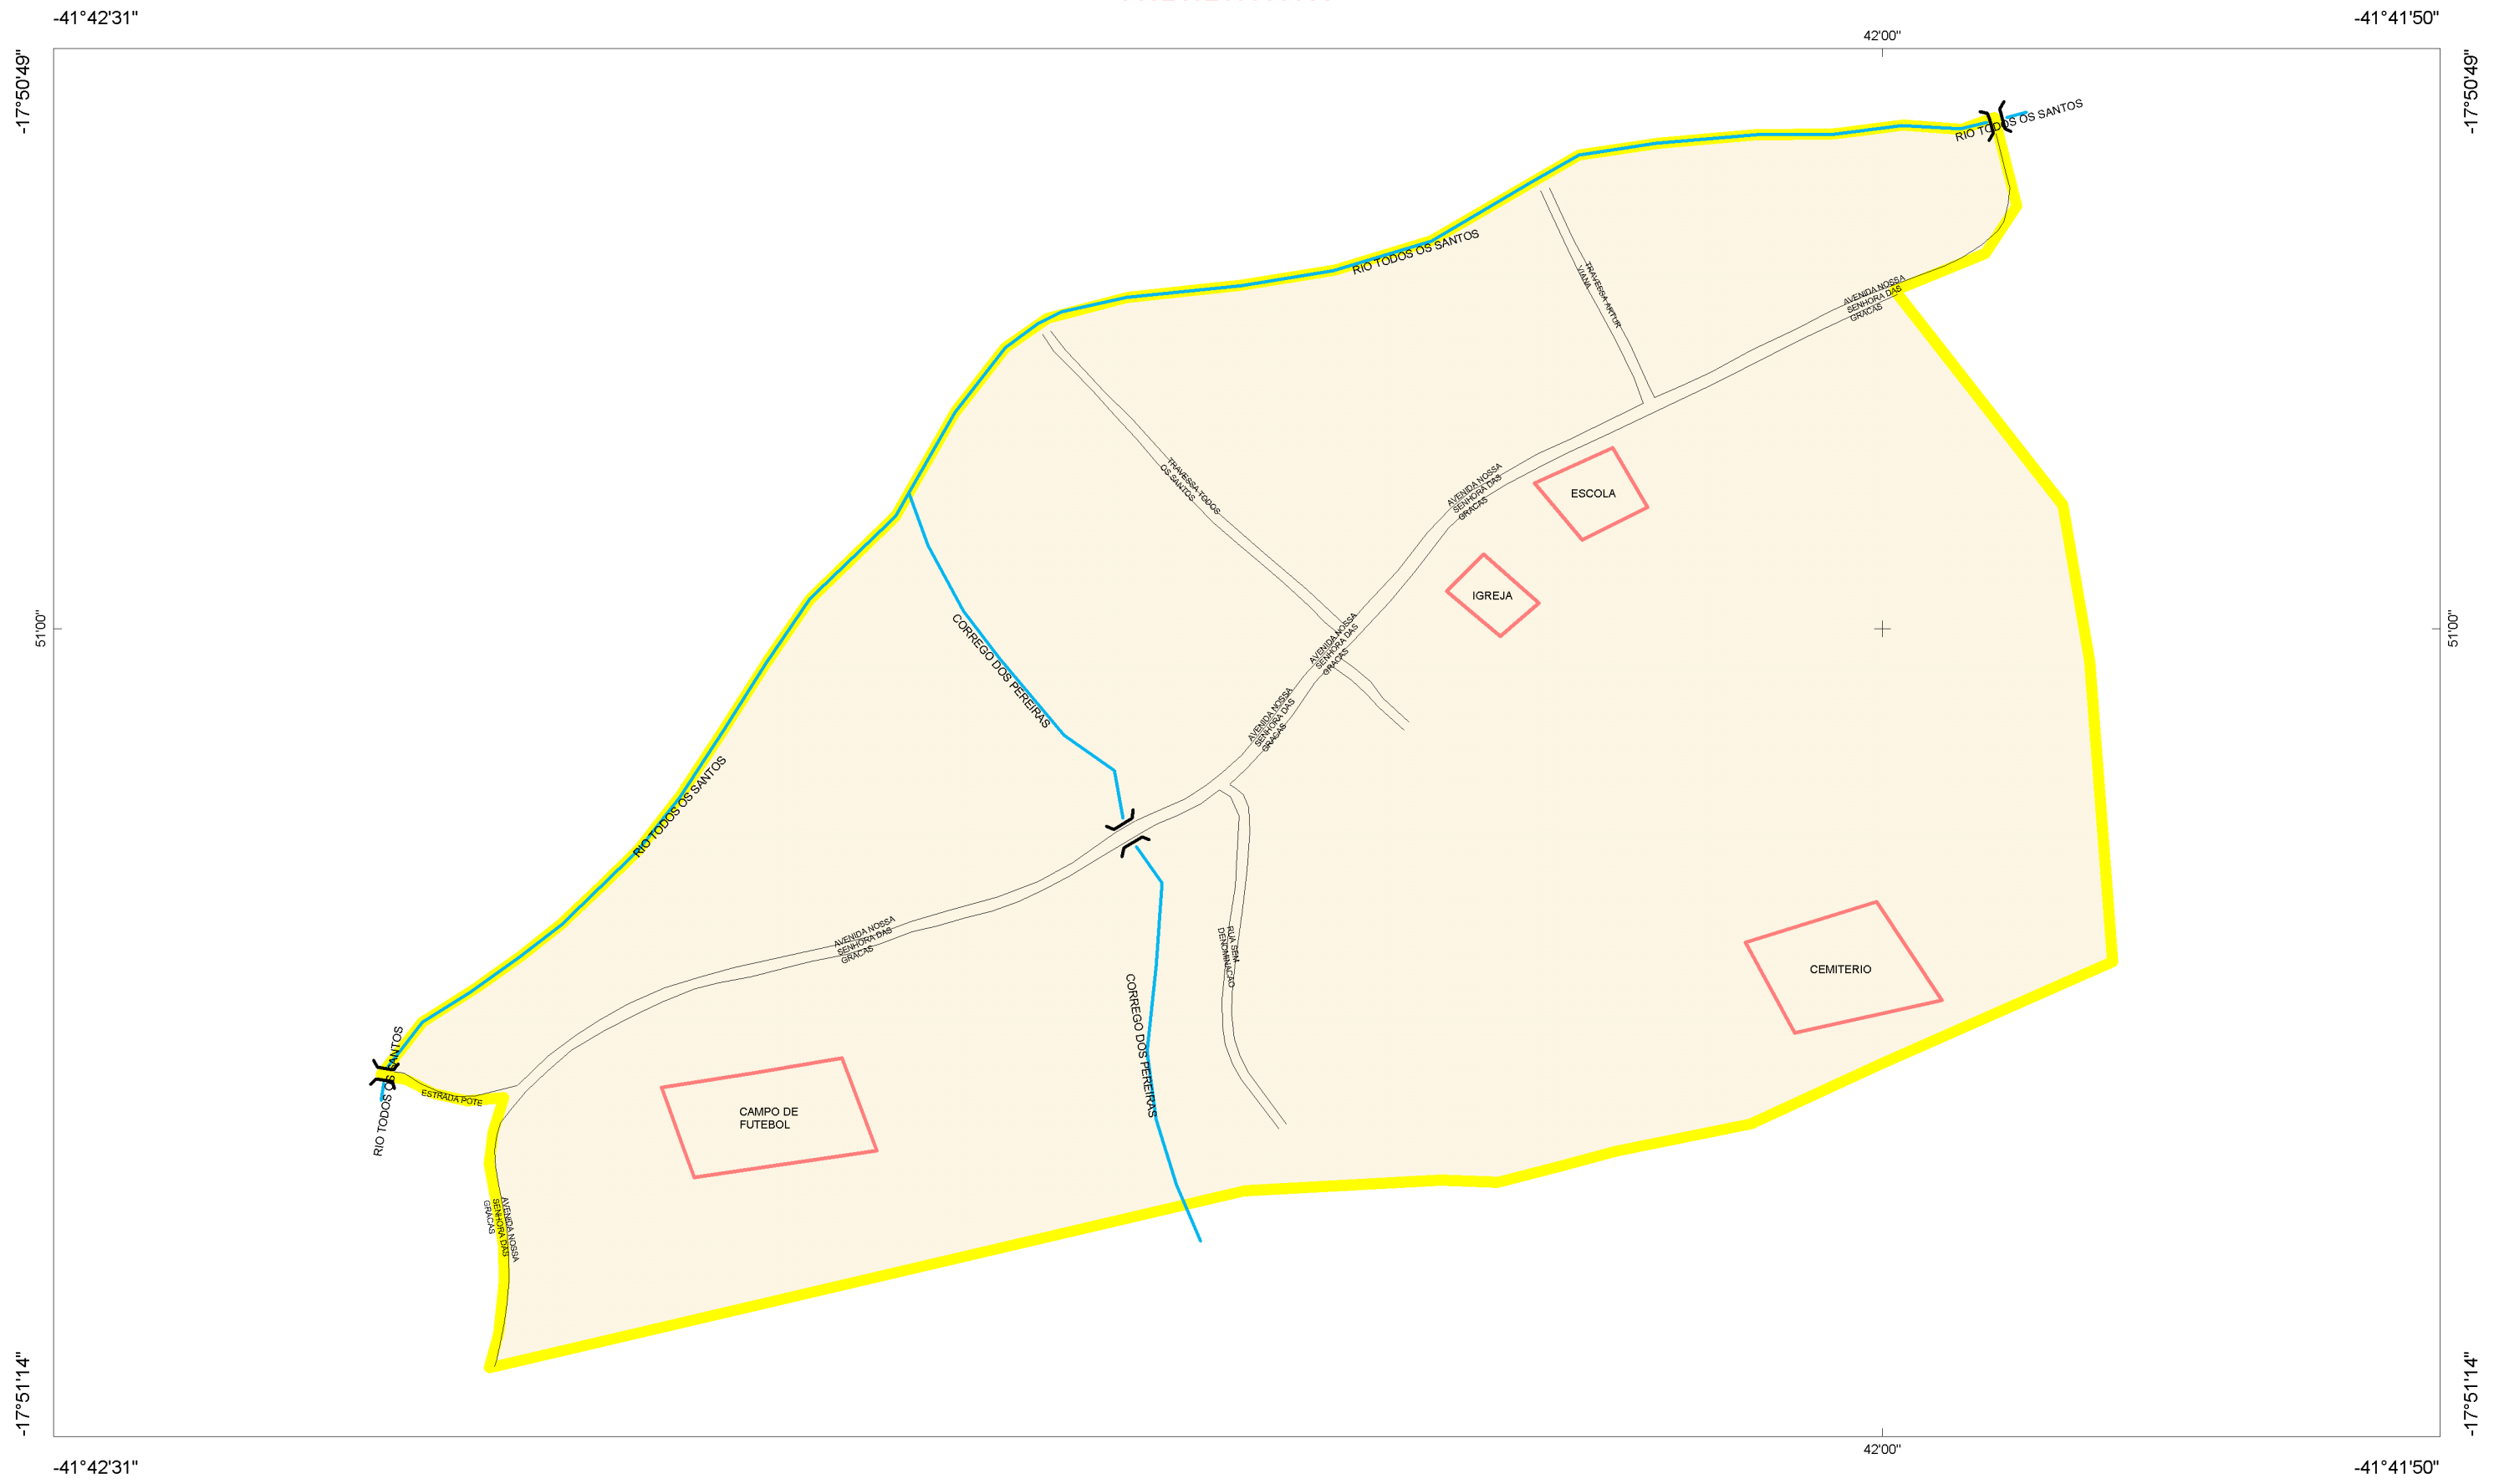 -41°42'31"
-41°41'50"
42'00"
-17°50'49"
-17°50'49"
RIO TODOS OS SANTOS
RIO TODOS OS SANTOS
TRAVESSA ARTUR
VIANA
AVENIDA NOSSA
SENHORA DAS
GRACAS
TRAVESSA TODOS
OS SANTOS
AVENIDA NOSSA
SENHORA DAS
GRACAS
ESCOLA
IGREJA
51'00"
51'00"
CORREGO DOS PEREIRAS
AVENIDA NOSSA
SENHORA DAS
GRACAS
AVENIDA NOSSA
SENHORA DAS
GRACAS
RIO TODOS OS SANTOS
AVENIDA NOSSA
SENHORA DAS
GRACAS
RUA SEM
DENOMINACAO
CEMITERIO
CORREGO DOS PEREIRAS
RIO TODOS OS SANTOS
ESTRADA POTE
CAMPO DE
FUTEBOL
AVENIDA NOSSA
SENHORA DAS
GRACAS
-17°51'14"
-17°51'14"
42'00"
-41°42'31"
-41°41'50"